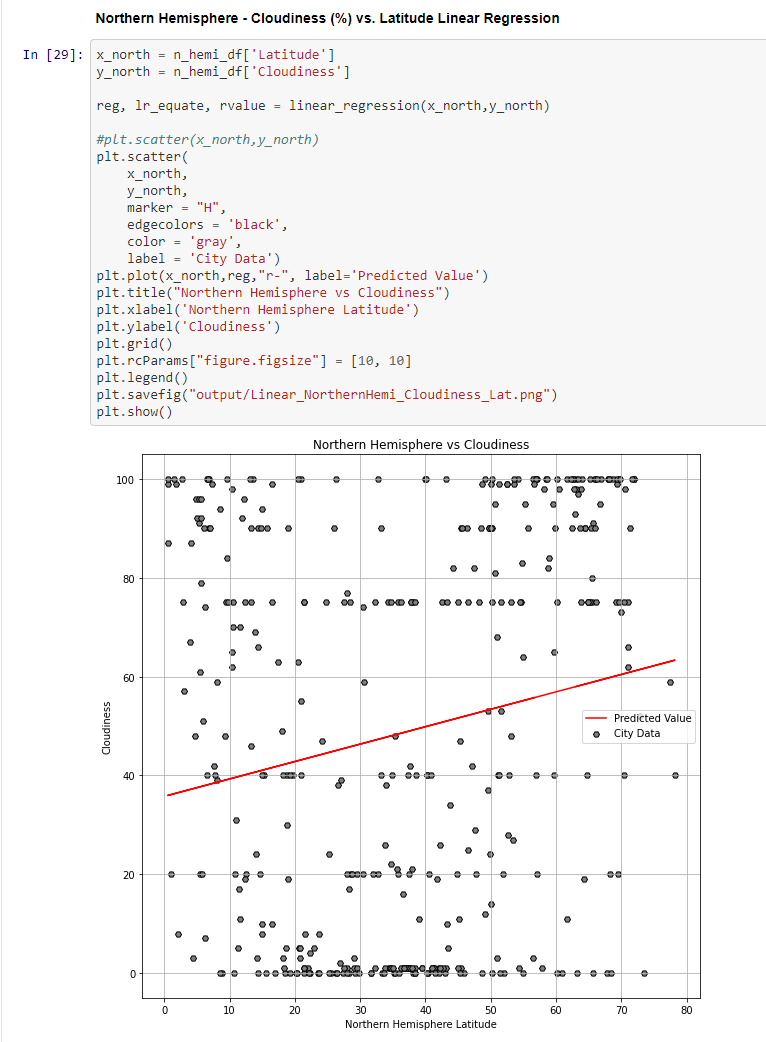 Northern Hemisphere - Cloudiness (%) vs. Latitude Linear Regression
In [29]: x_north = n_hemi_df['Latitude']
y_north = n_hemi_df['Cloudiness']
reg, lr_equate, rvalue = linear_regression(x_north,y_north)
#plt.scatter(x_north,y_north)
plt.scatter(
    x_north,
    y_north,
    marker = "H",
    edgecolors = 'black',
    color = 'gray',
    label = 'City Data')
plt.plot(x_north,reg,"r-", label='Predicted Value')
plt.title("Northern Hemisphere vs Cloudiness")
plt.xlabel('Northern Hemisphere Latitude')
plt.ylabel('Cloudiness')
plt.grid()
plt.rcParams["figure.figsize"] = [10, 10]
plt.legend()
plt.savefig("output/Linear_NorthernHemi_Cloudiness_Lat.png")
plt.show()
Northern Hemisphere vs Cloudiness
100
80
60
40
20
0
Cloudiness
Predicted Value
City Data
0 10 20 30 40 50 60 70 80
Northern Hemisphere Latitude